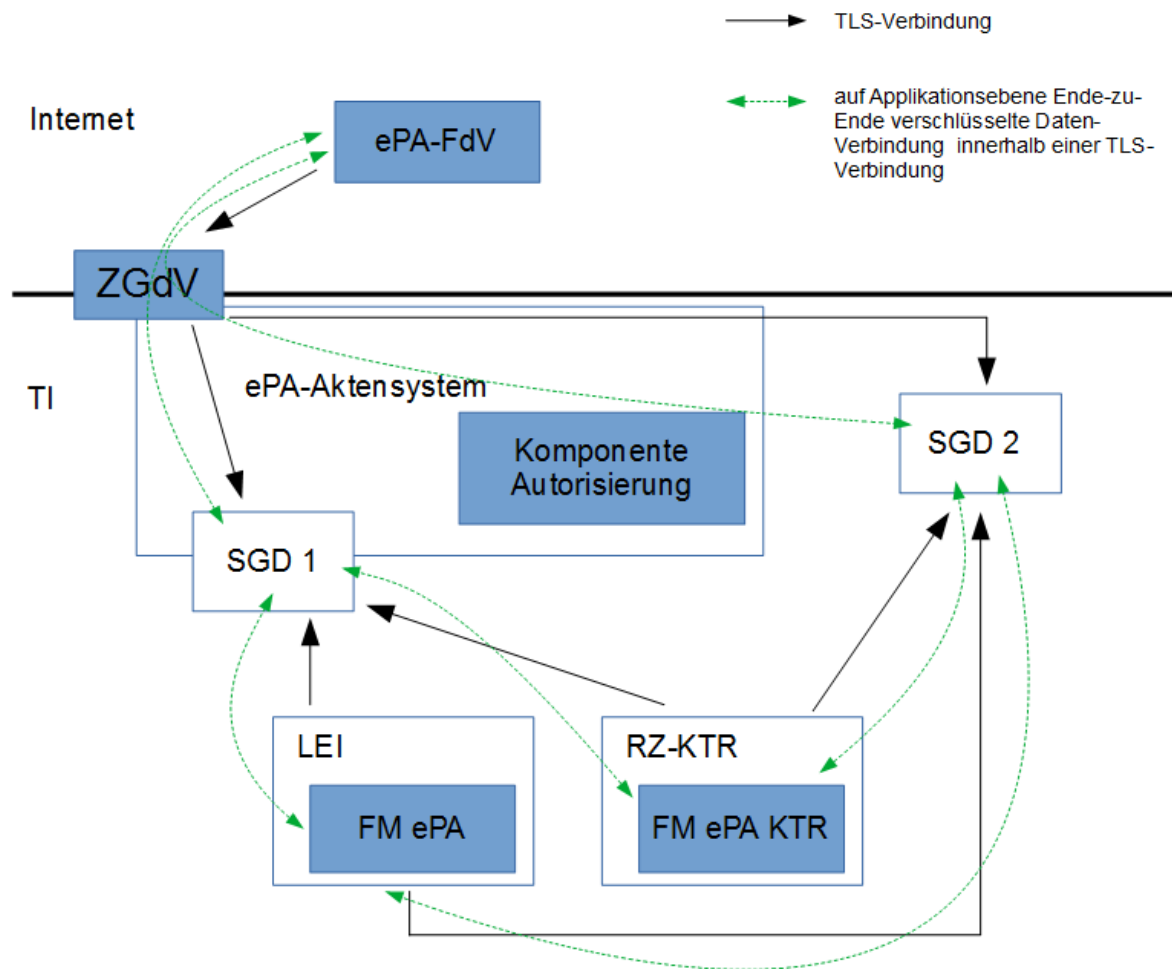 TLS-Verbindung
auf Applikationsebene Ende-zu-
Ende verschlüsselte Daten-
Verbindung innerhalb einer TLS-
Verbindung
Internet
ePA-FdV
ZGdV
TI
ePA-Aktensystem
Komponente
Autorisierung
SGD 2
SGD 1
LEI
FM ePA
RZ-KTR
FM ePA KTR